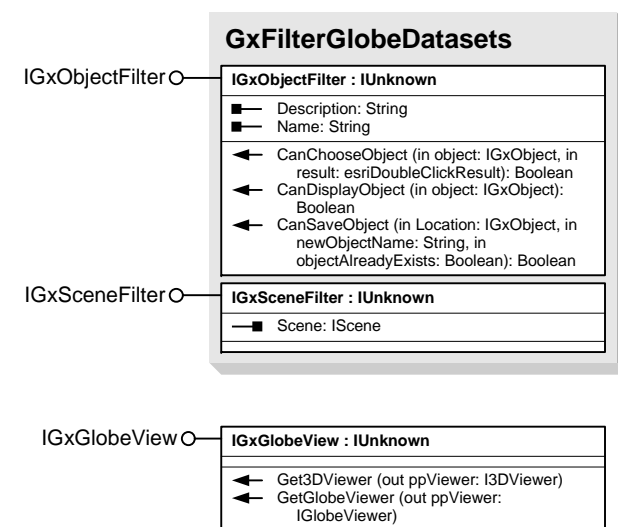 GxFilterGlobeDatasets
IGxObjectFilter
IGxObjectFilter : IUnknown
Description: String
Name: String
CanChooseObject (in object: IGxObject, in
result: esriDoubleClickResult): Boolean
CanDisplayObject (in object: IGxObject):
Boolean
CanSaveObject (in Location: IGxObject, in
newObjectName: String, in
objectAlreadyExists: Boolean): Boolean
IGxSceneFilter
IGxSceneFilter : IUnknown
Scene: IScene
IGxGlobeView
IGxGlobeView : IUnknown
Get3DViewer (out ppViewer: I3DViewer)
GetGlobeViewer (out ppViewer:
IGlobeViewer)